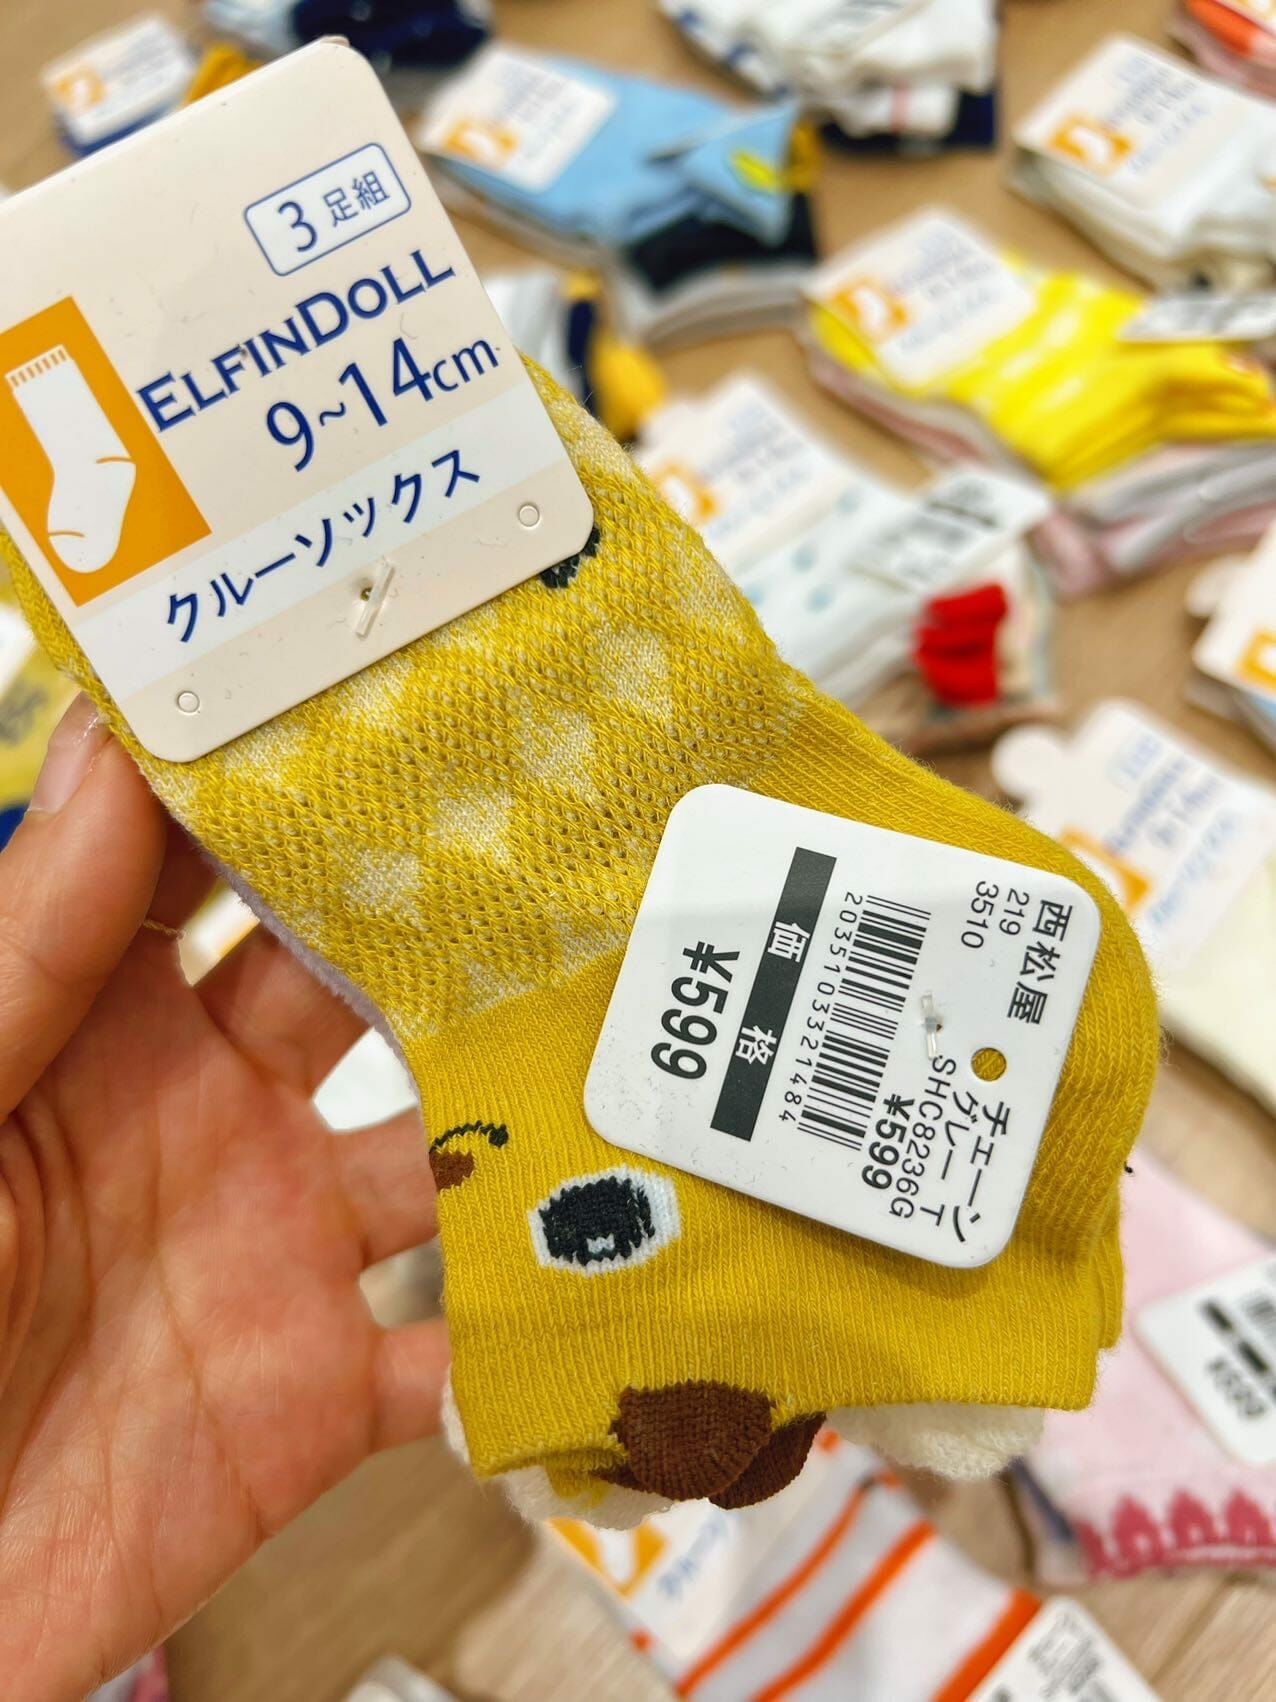 3足組
ELFINDOLL
9~14cm
クルーソックス
西松屋
219
3510
チェーン
グレー T
SHC8236G
¥599
2035103321484
価格
¥599